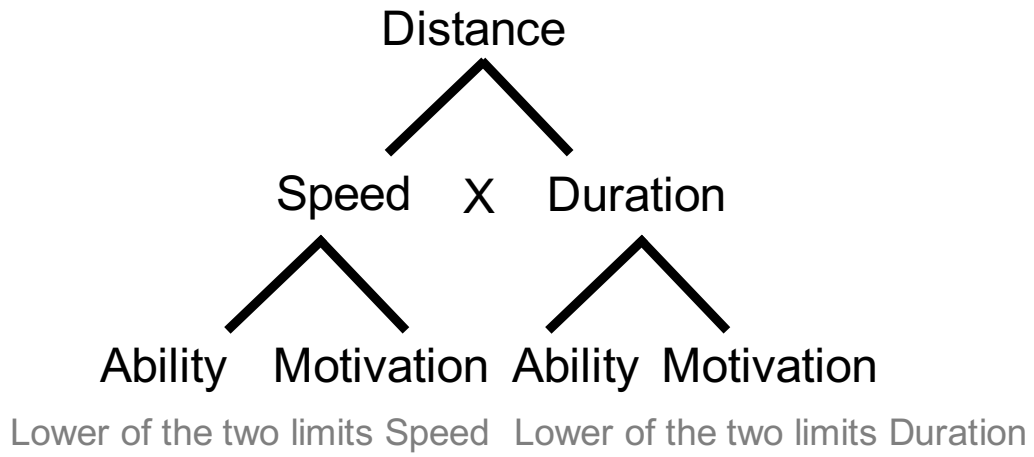 Distance
Speed X Duration
Ability Motivation Ability Motivation
Lower of the two limits Speed Lower of the two limits Duration